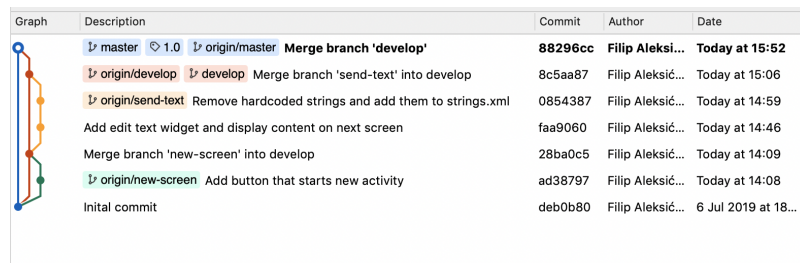 Graph Description Commit Author Date
master 1.0 origin/master Merge branch 'develop' 88296cc Filip Aleksi... Today at 15:52
origin/develop develop Merge branch 'send-text' into develop 8c5aa87 Filip Aleksić... Today at 15:06
origin/send-text Remove hardcoded strings and add them to strings.xml 0854387 Filip Aleksić... Today at 14:59
Add edit text widget and display content on next screen faa9060 Filip Aleksić... Today at 14:46
Merge branch 'new-screen' into develop 28ba0c5 Filip Aleksić... Today at 14:09
origin/new-screen Add button that starts new activity ad38797 Filip Aleksić... Today at 14:08
Inital commit deb0b80 Filip Aleksić... 6 Jul 2019 at 18...